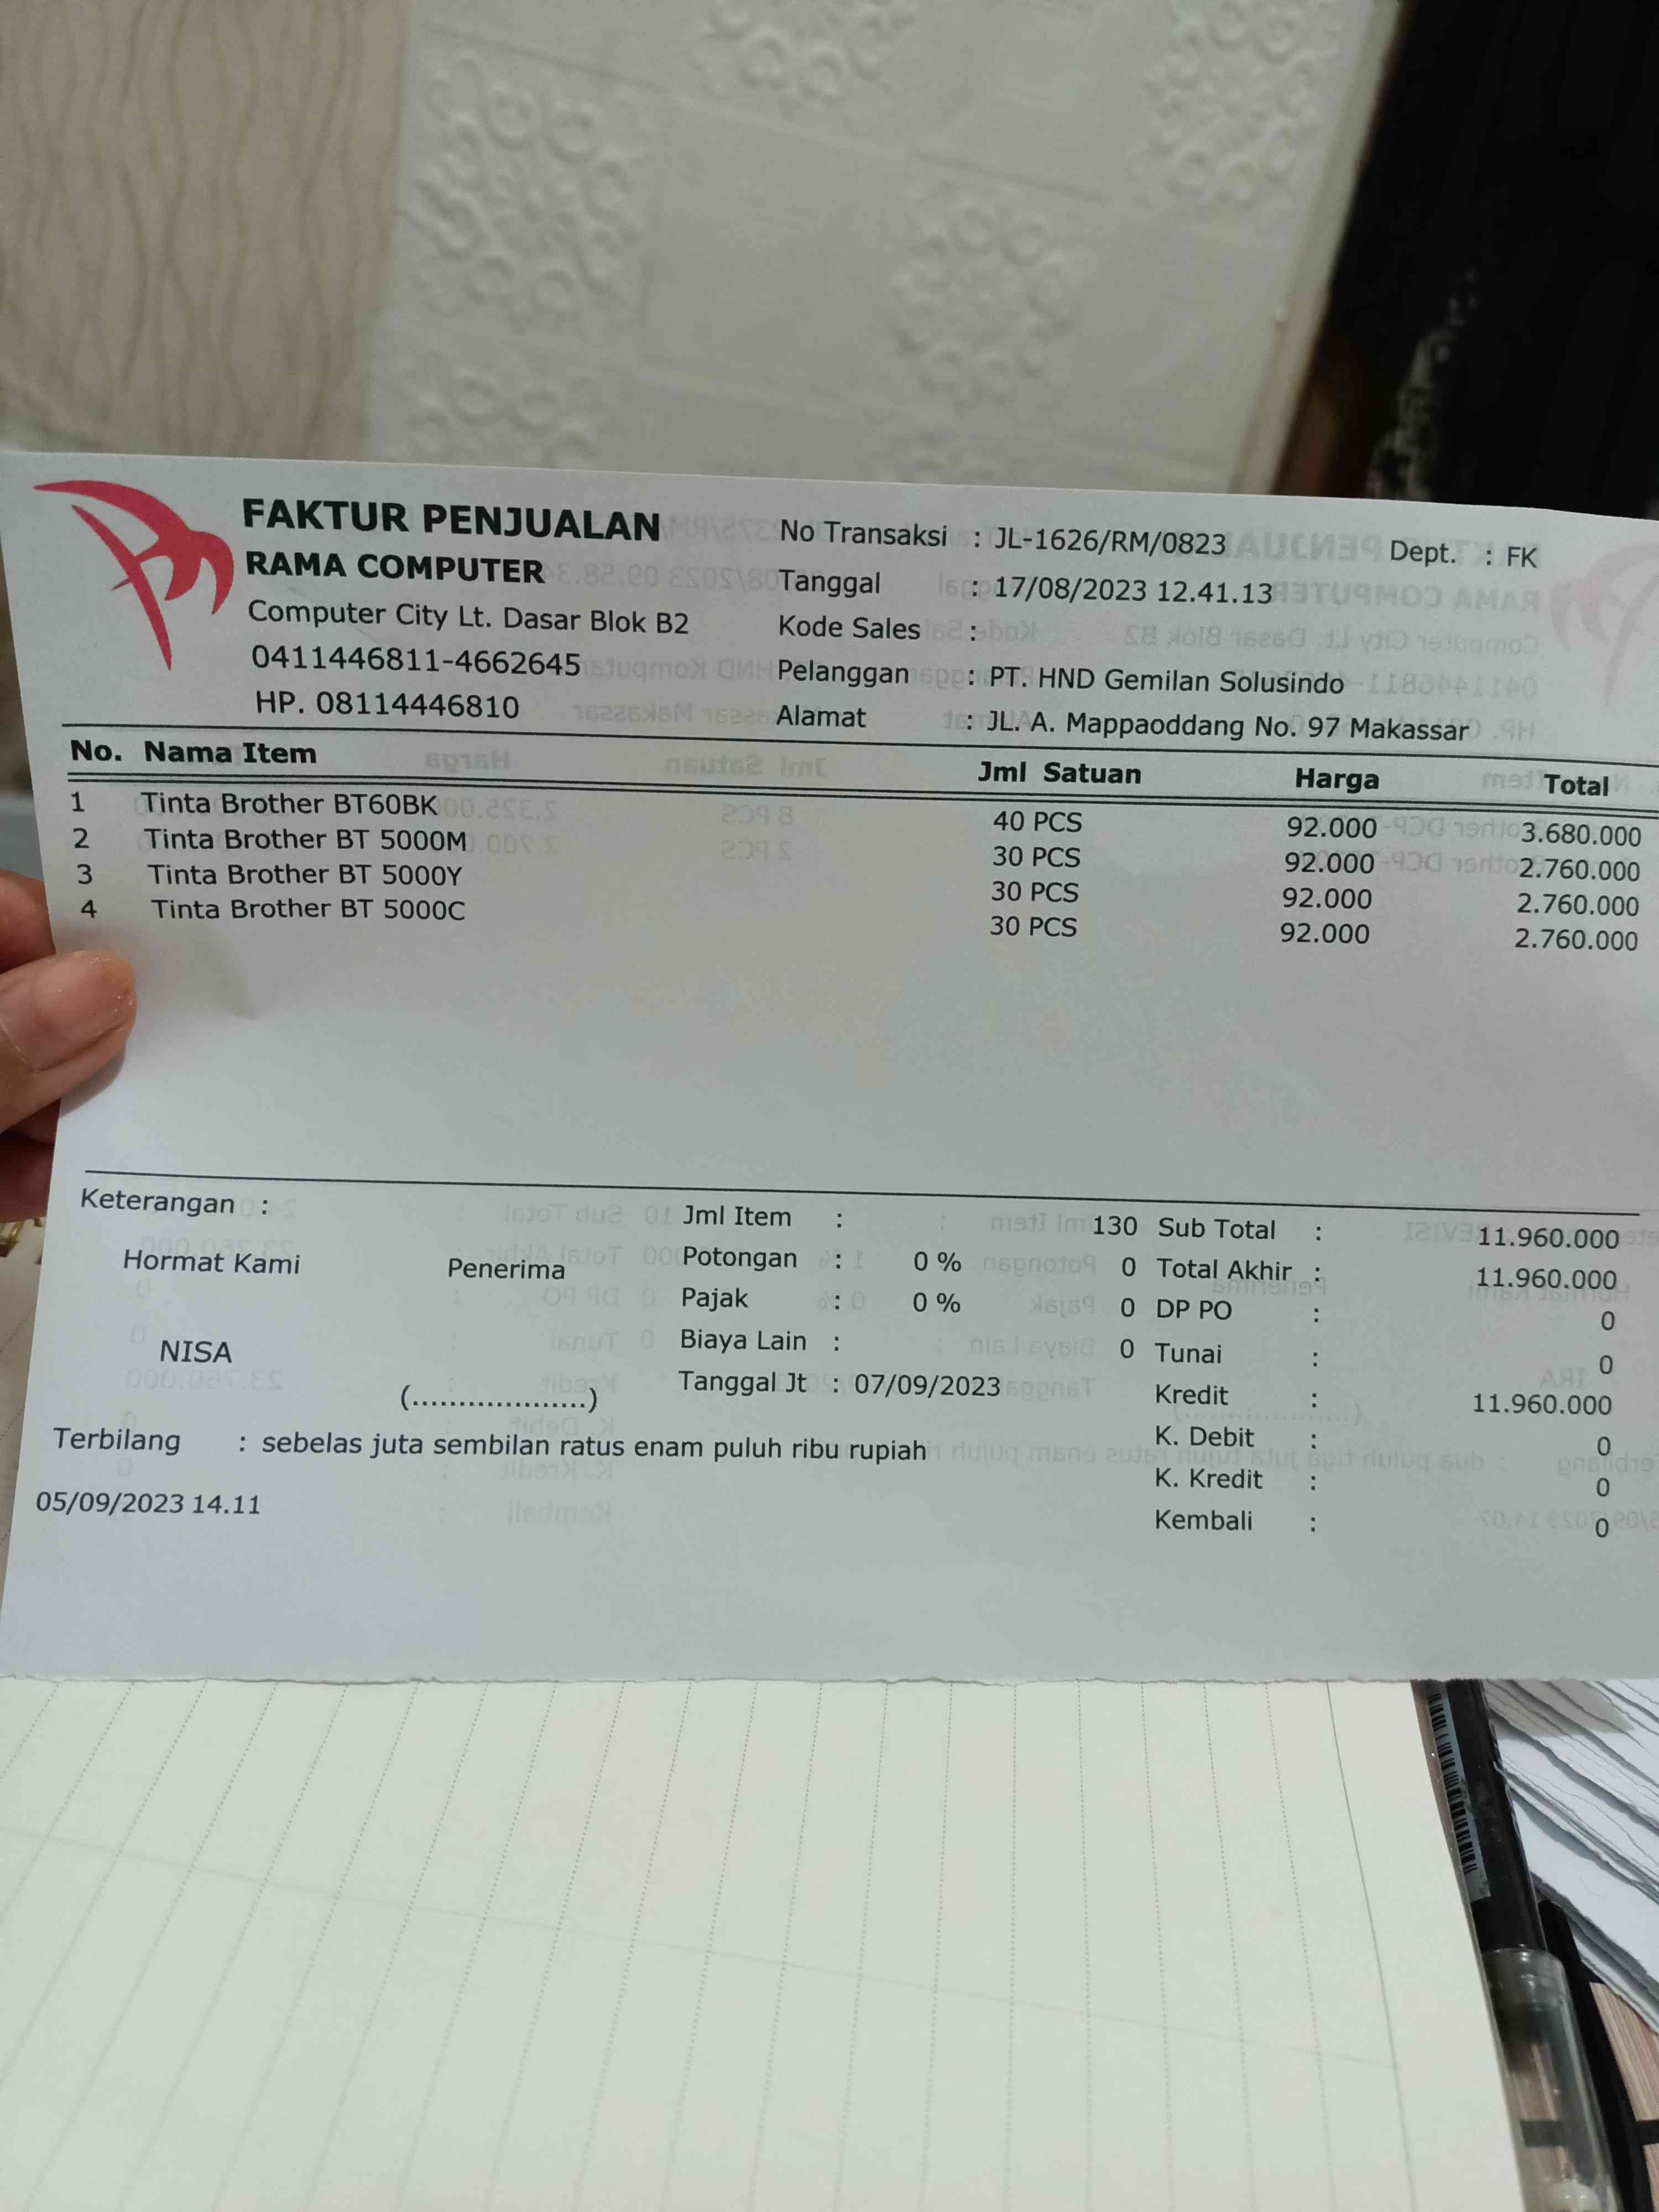 FAKTUR PENJUALAN
RAMA COMPUTER
Computer City Lt. Dasar Blok B2
0411446811-4662645
HP. 08114446810
No Transaksi : JL-1626/RM/0823 Dept. : FK
Tanggal : 17/08/2023 12.41.13
Kode Sales :
Pelanggan : PT. HND Gemilan Solusindo
Alamat : JL. A. Mappaoddang No. 97 Makassar
No. Nama Item Jml Satuan Harga Total
1 Tinta Brother BT60BK 40 PCS 92.000 3.680.000
2 Tinta Brother BT 5000M 30 PCS 92.000 2.760.000
3 Tinta Brother BT 5000Y 30 PCS 92.000 2.760.000
4 Tinta Brother BT 5000C 30 PCS 92.000 2.760.000
Keterangan :
Hormat Kami Penerima
NISA
(...................)
Jml Item : 130
Potongan : 0 % 0
Pajak : 0 % 0
Biaya Lain : 0
Tanggal Jt : 07/09/2023
Sub Total : 11.960.000
Total Akhir : 11.960.000
DP PO : 0
Tunai : 0
Kredit : 11.960.000
K. Debit : 0
K. Kredit : 0
Kembali : 0
Terbilang : sebelas juta sembilan ratus enam puluh ribu rupiah
05/09/2023 14.11